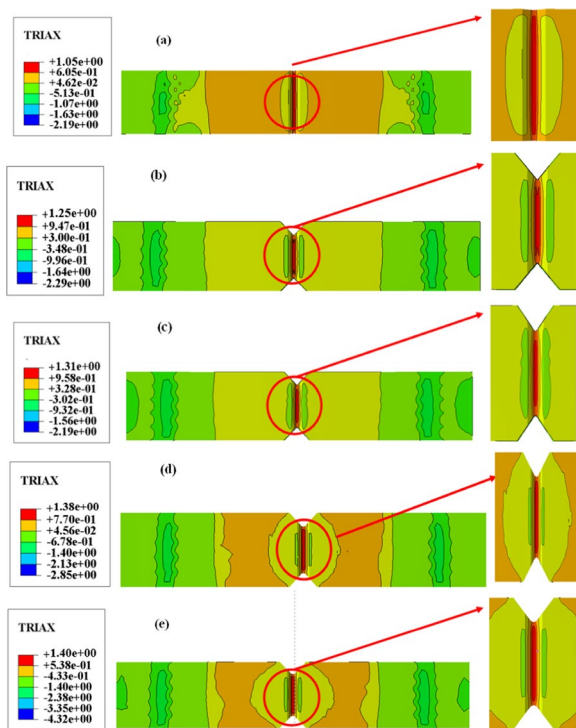 TRIAX
(a)
+1.05e+00
+6.05e-01
+4.62e-02
-5.13e-01
-1.07e+00
-1.63e+00
-2.19e+00
TRIAX
(b)
+1.25e+00
+9.47e-01
+3.00e-01
-3.48e-01
-9.96e-01
-1.64e+00
-2.29e+00
TRIAX
(c)
+1.31e+00
+9.58e-01
+3.28e-01
-3.02e-01
-9.32e-01
-1.56e+00
-2.19e+00
TRIAX
(d)
+1.38e+00
+7.70e-01
+4.56e-02
-6.78e-01
-1.40e+00
-2.13e+00
-2.85e+00
TRIAX
(e)
+1.40e+00
+5.38e-01
-4.33e-01
-1.40e+00
-2.38e+00
-3.35e+00
-4.32e+00